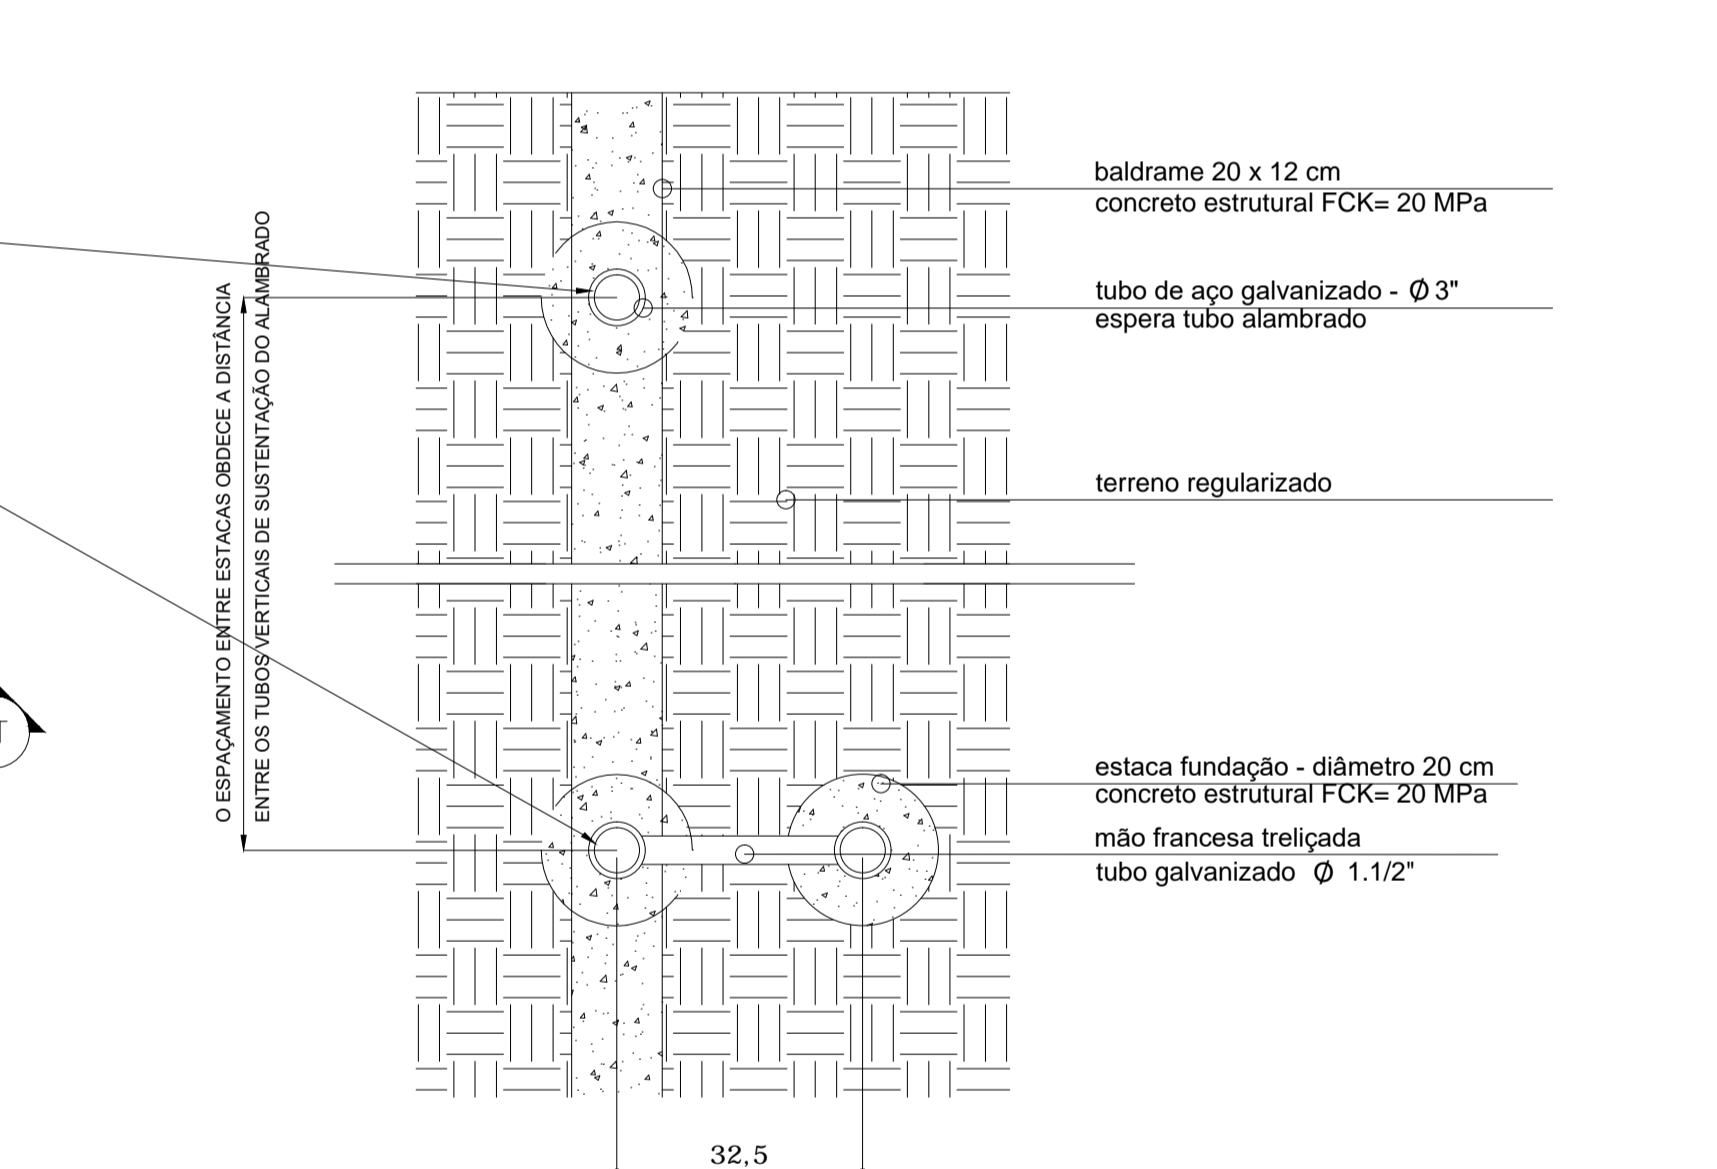 baldrame 20 x 12 cm
concreto estrutural FCK= 20 MPa
tubo de aço galvanizado - Ø 3"
espera tubo alambrado
terreno regularizado
estaca fundação - diâmetro 20 cm
concreto estrutural FCK= 20 MPa
mão francesa treliçada
tubo galvanizado Ø 1.1/2"
O ESPAÇAMENTO ENTRE ESTACAS OBDECE A DISTÂNCIA
ENTRE OS TUBOS VERTICAIS DE SUSTENTAÇÃO DO ALAMBRADO
32,5